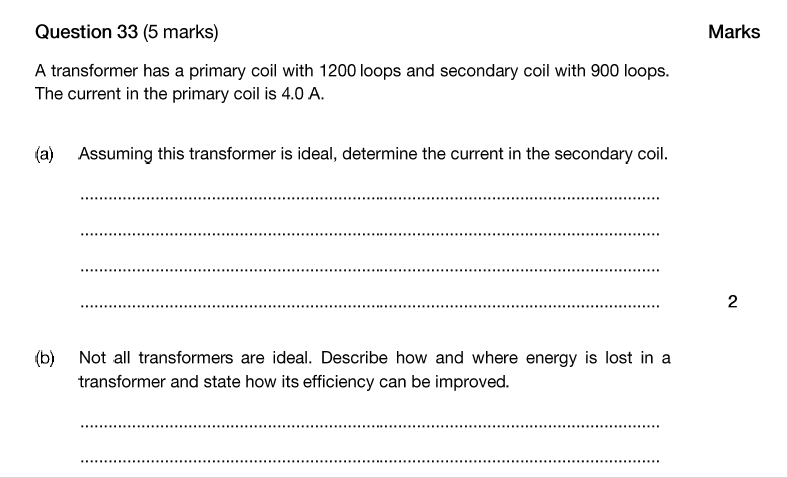 Question 33 (5 marks) Marks
A transformer has a primary coil with 1200 loops and secondary coil with 900 loops.
The current in the primary coil is 4.0 A.
(a) Assuming this transformer is ideal, determine the current in the secondary coil.
................................................................................................................................
................................................................................................................................
................................................................................................................................
................................................................................................................................ 2
(b) Not all transformers are ideal. Describe how and where energy is lost in a
transformer and state how its efficiency can be improved.
................................................................................................................................
................................................................................................................................